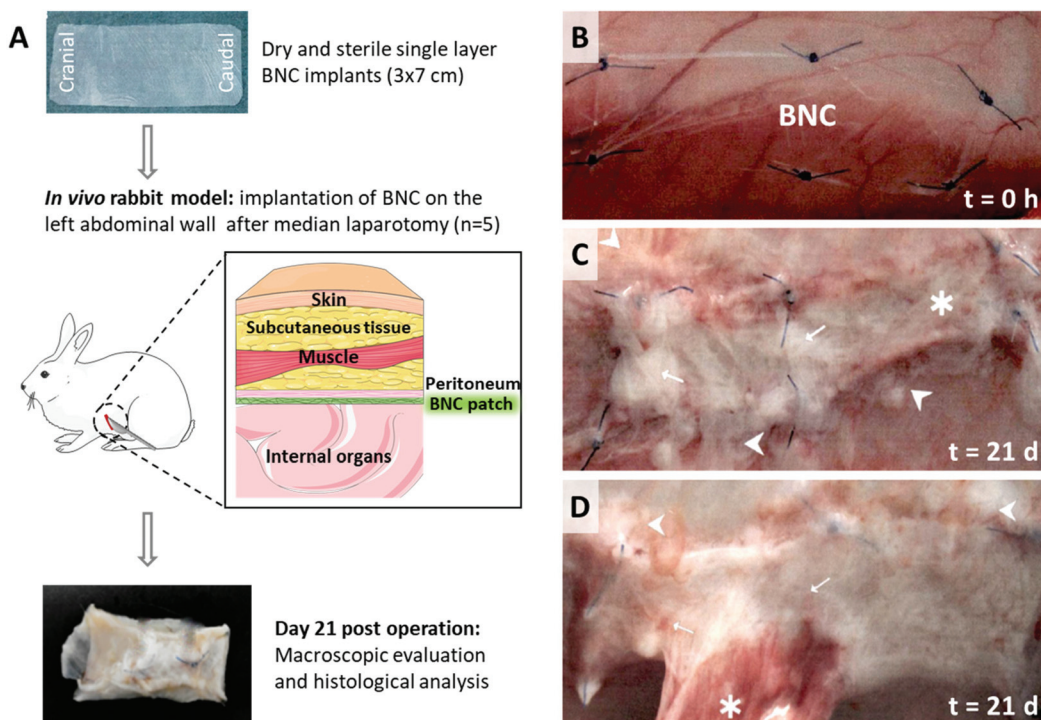 A
Cranial
Caudal
Dry and sterile single layer
BNC implants (3x7 cm)
In vivo rabbit model: implantation of BNC on the
left abdominal wall after median laparotomy (n=5)
Skin
Subcutaneous tissue
Muscle
Peritoneum
BNC patch
Internal organs
Day 21 post operation:
Macroscopic evaluation
and histological analysis
B
BNC
t = 0 h
C
*
t = 21 d
D
*
t = 21 d